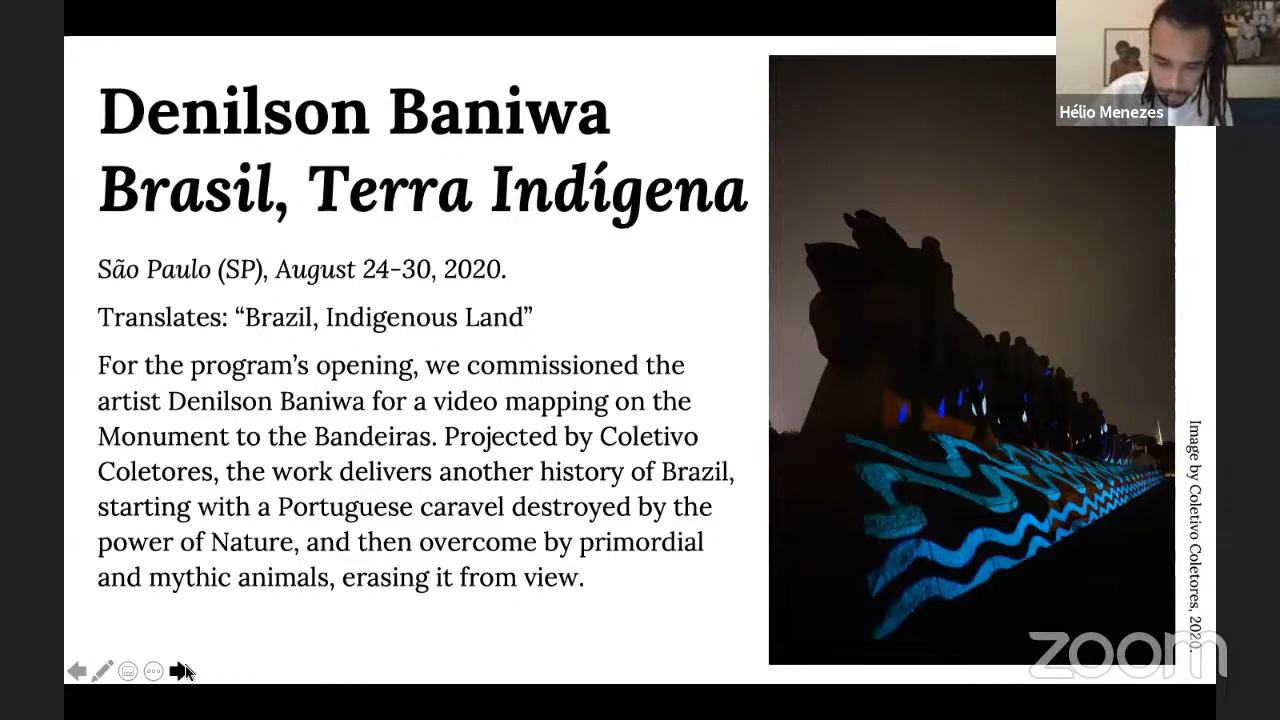 Denilson Baniwa
Brasil, Terra Indígena
São Paulo (SP), August 24-30, 2020.
Translates: “Brazil, Indigenous Land”
For the program’s opening, we commissioned the
artist Denilson Baniwa for a video mapping on the
Monument to the Bandeiras. Projected by Coletivo
Coletores, the work delivers another history of Brazil,
starting with a Portuguese caravel destroyed by the
power of Nature, and then overcome by primordial
and mythic animals, erasing it from view.
Hélio Menezes
Image by Coletivo Coletores, 2020.
zoom